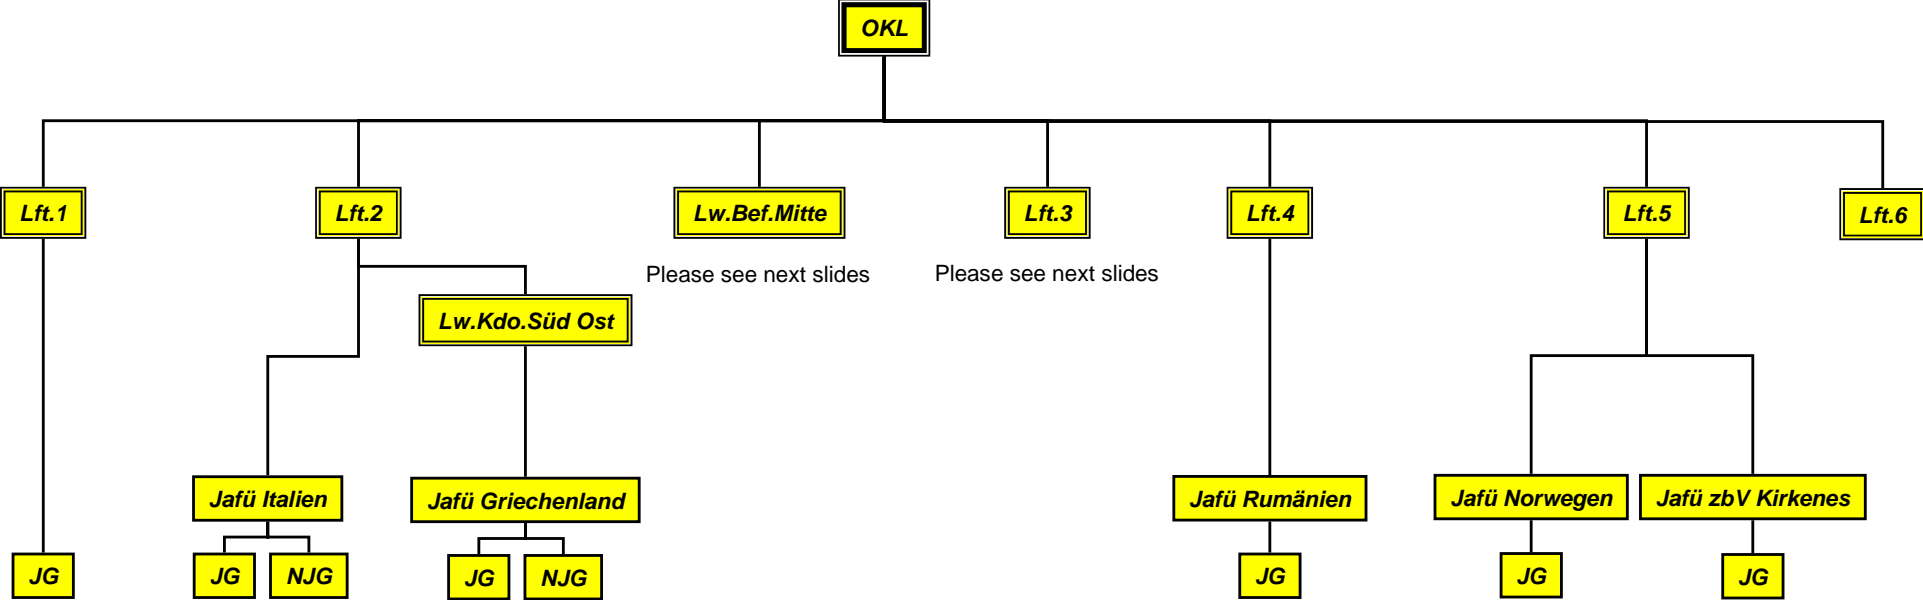 OKL
Lft.1
Lft.2
Lw.Bef.Mitte
Lft.3
Lft.4
Lft.5
Lft.6
Please see next slides
Please see next slides
Lw.Kdo.Süd Ost
Jafü Italien
Jafü Griechenland
Jafü Rumänien
Jafü Norwegen
Jafü zbV Kirkenes
JG
JG
NJG
JG
NJG
JG
JG
JG